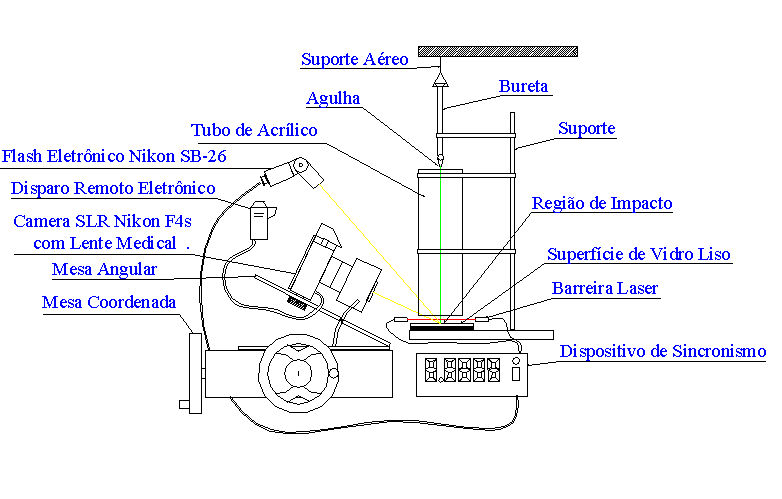 Suporte Aéreo
Bureta
Agulha
Tubo de Acrílico
Suporte
Flash Eletrônico Nikon SB-26
Disparo Remoto Eletrônico
Região de Impacto
Camera SLR Nikon F4s
com Lente Medical .
Superfície de Vidro Liso
Mesa Angular
Barreira Laser
Mesa Coordenada
Dispositivo de Sincronismo